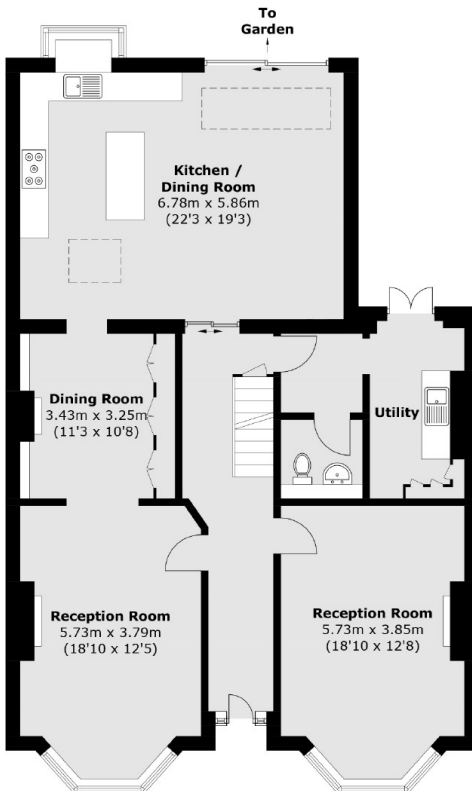 To
Garden
Kitchen /
Dining Room
6.78m x 5.86m
(22'3 x 19'3)
Dining Room
3.43m x 3.25m
(11'3 x 10'8)
Utility
Reception Room
5.73m x 3.79m
(18'10 x 12'5)
Reception Room
5.73m x 3.85m
(18'10 x 12'8)